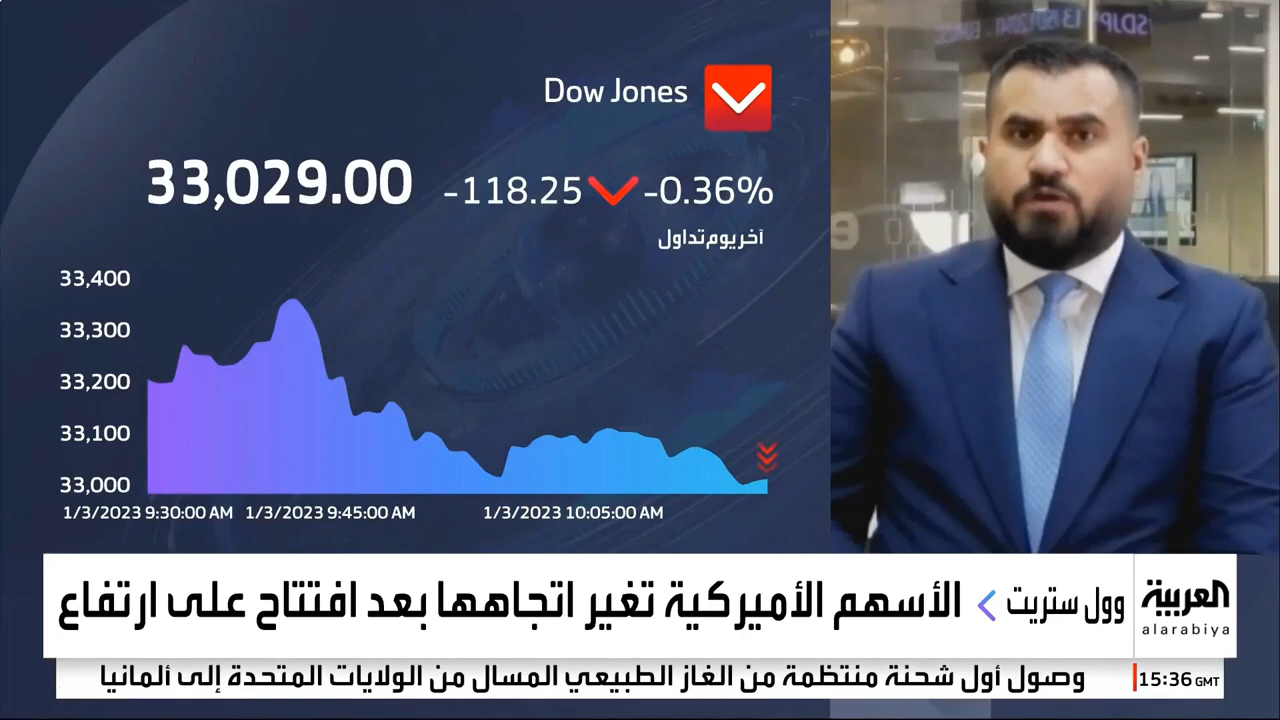 Dow Jones
33,029.00 -118.25 -0.36%
آخر يوم تداول
33,400
33,300
33,200
33,100
33,000
1/3/2023 9:30:00 AM 1/3/2023 9:45:00 AM 1/3/2023 10:05:00 AM
العربية
alarabiya
وول ستريت
الأسهم الأميركية تغير اتجاهها بعد افتتاح على ارتفاع
15:36 GMT
وصول أول شحنة منتظمة من الغاز الطبيعي المسال من الولايات المتحدة إلى ألمانيا